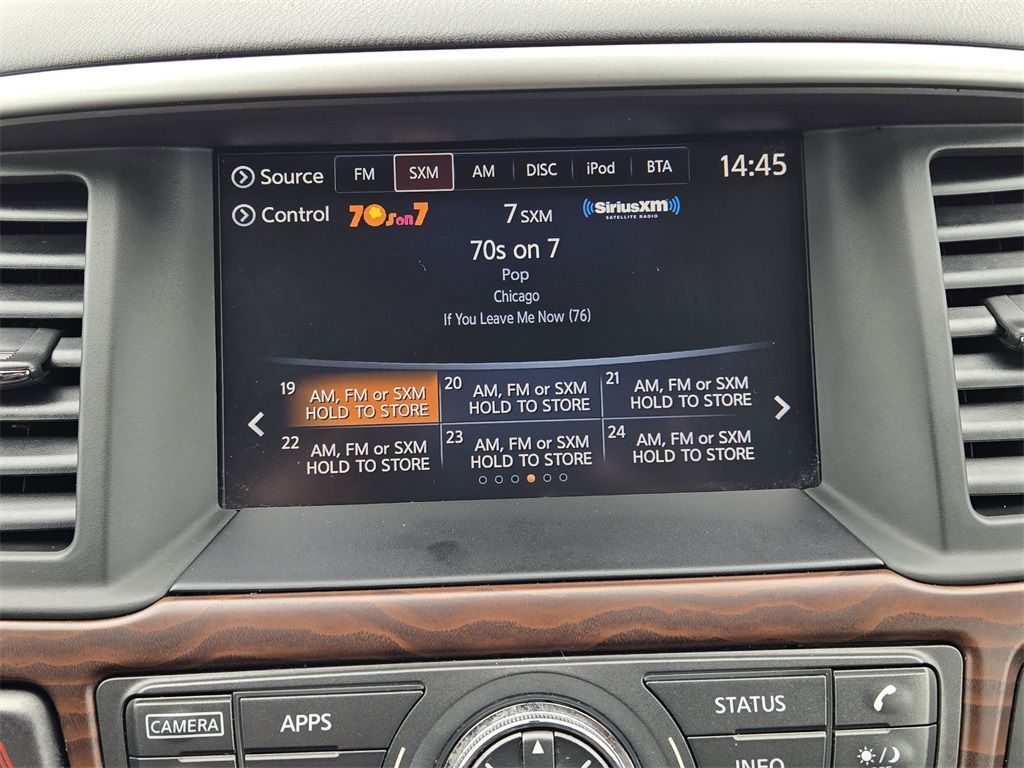 Source FM SXM AM DISC iPod BTA 14:45
Control 70s on 7 7 SXM ((SiriusXM))
SATELLITE RADIO
70s on 7
Pop
Chicago
If You Leave Me Now (76)
19 AM, FM or SXM
HOLD TO STORE
20 AM, FM or SXM
HOLD TO STORE
21 AM, FM or SXM
HOLD TO STORE
22 AM, FM or SXM
HOLD TO STORE
23 AM, FM or SXM
HOLD TO STORE
24 AM, FM or SXM
HOLD TO STORE
CAMERA APPS STATUS
INFO